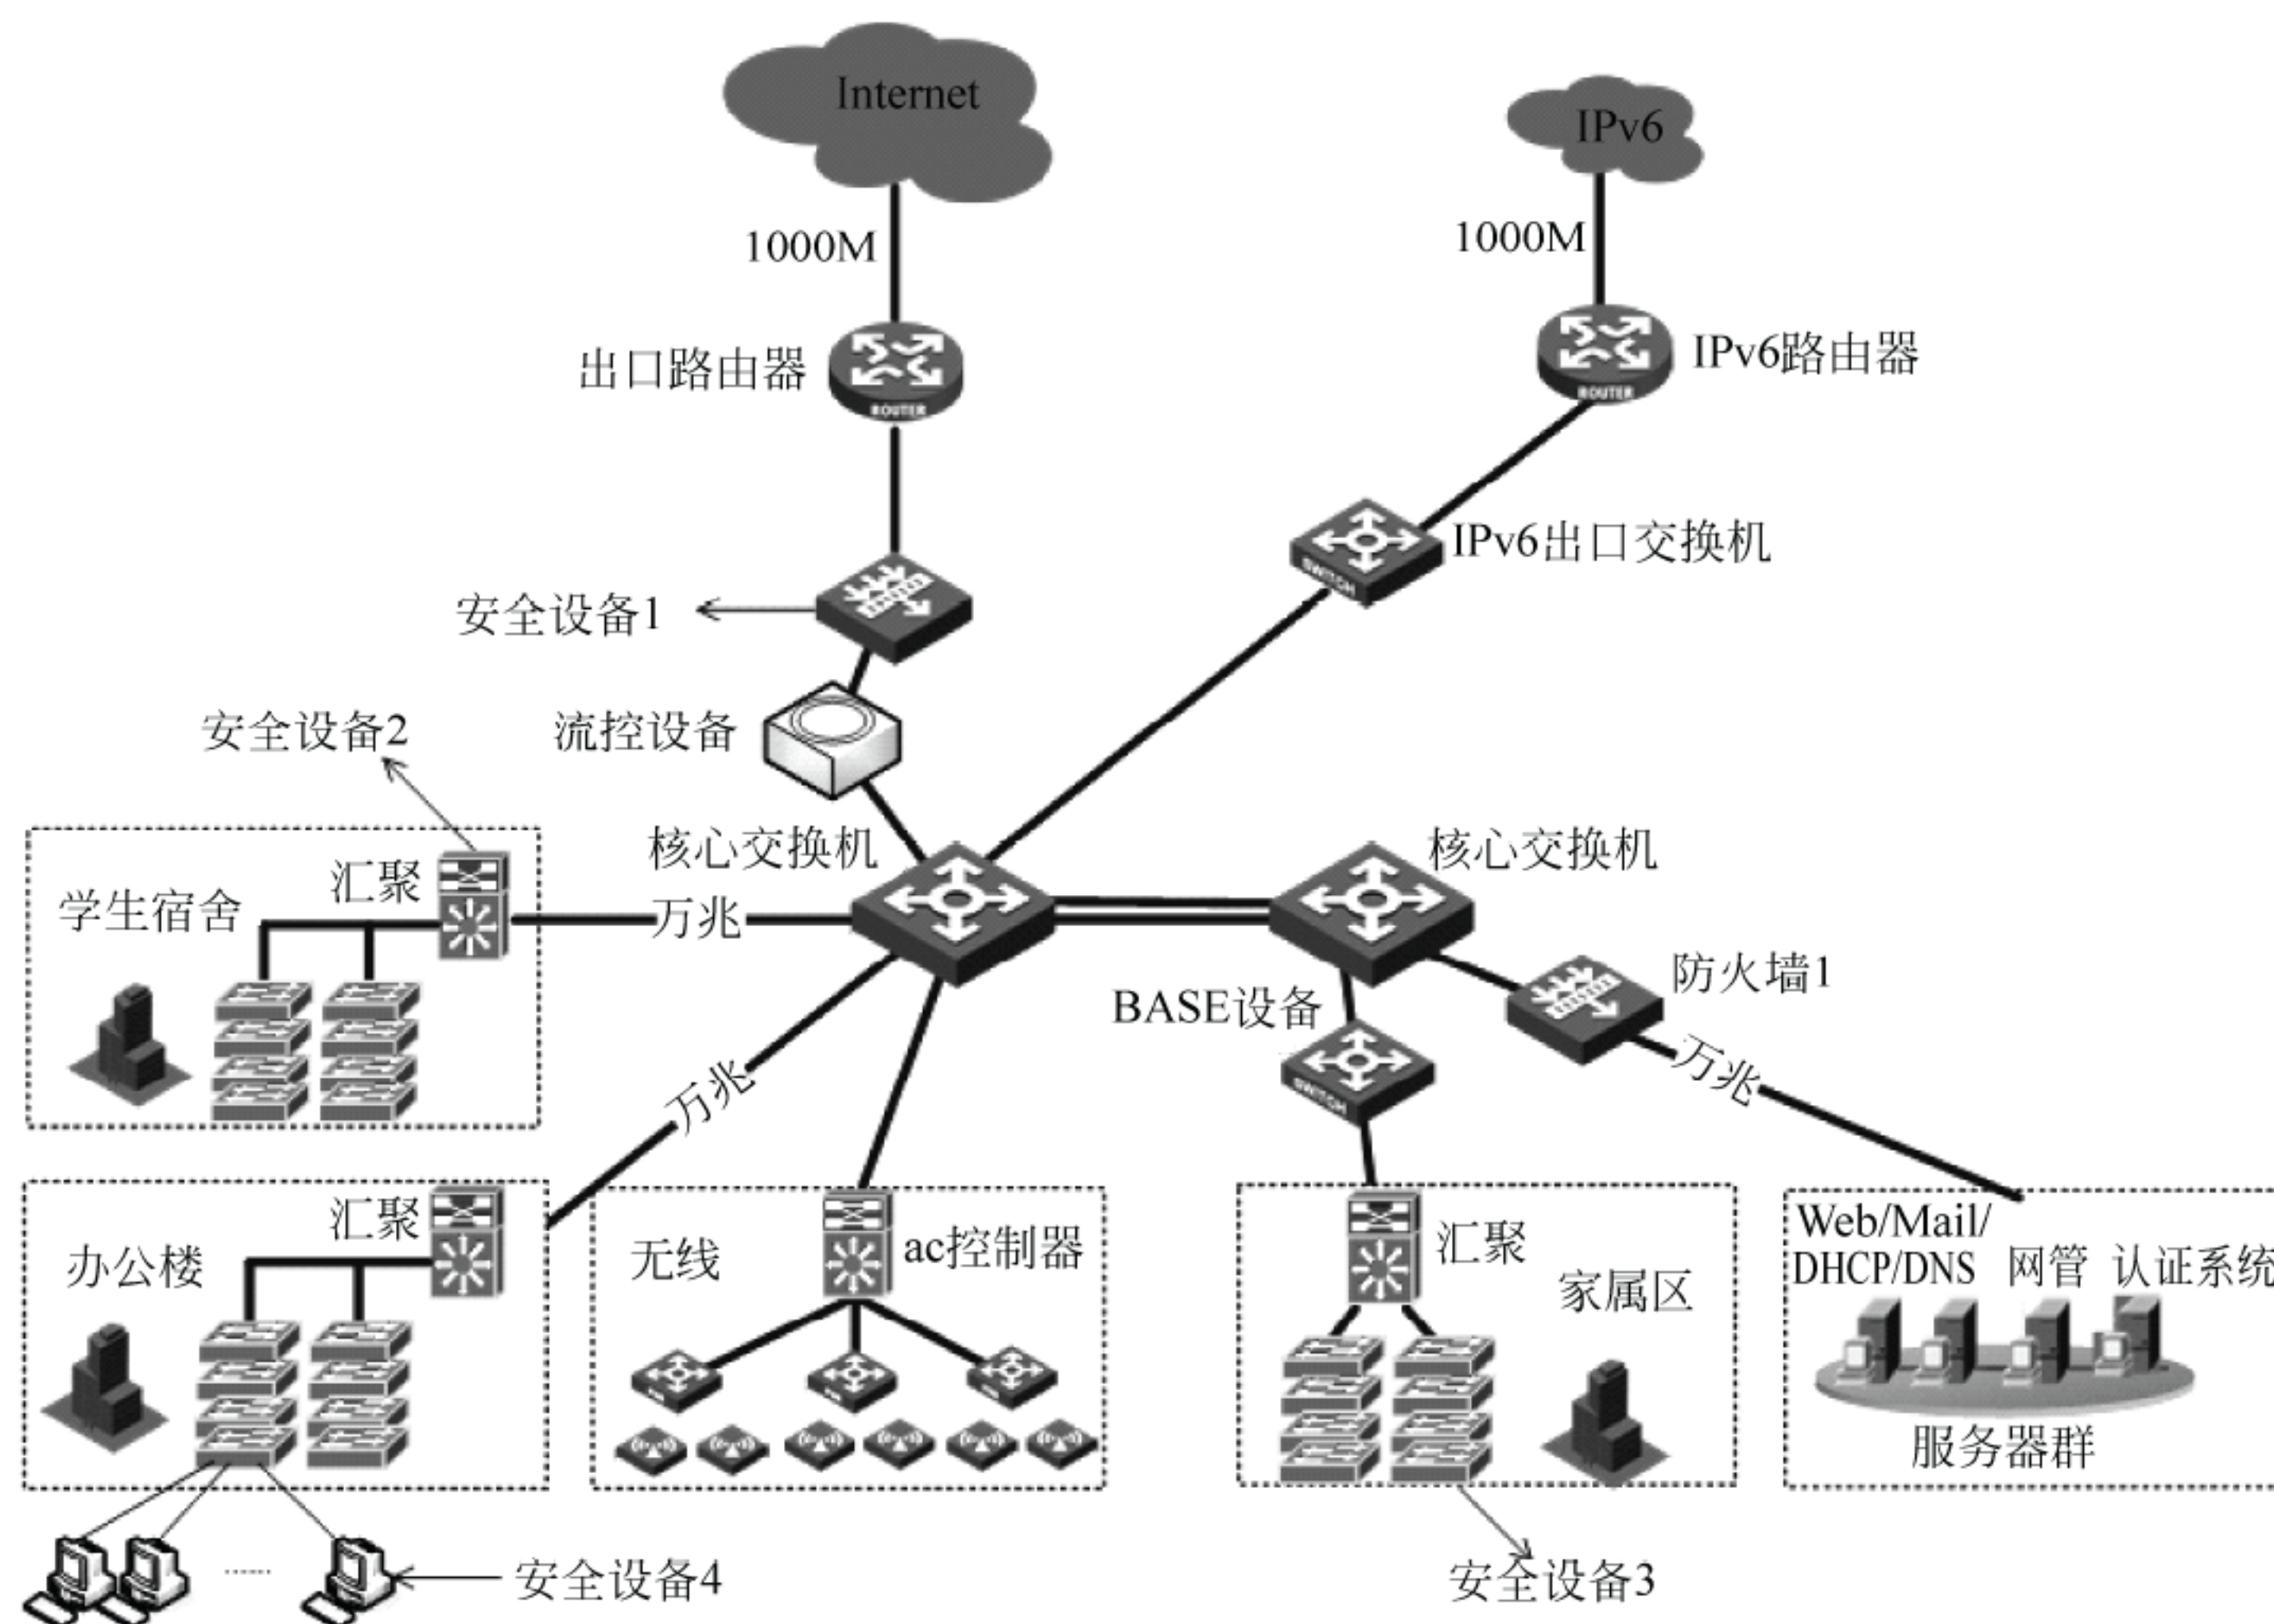 Internet
IPv6
1000M
1000M
出口路由器
ROUTER
IPv6路由器
ROUTER
IPv6出口交换机
SWITCH
安全设备1
安全设备2
流控设备
核心交换机
核心交换机
汇聚
学生宿舍
万兆
防火墙1
BASE设备
SWITCH
万兆
万兆
汇聚
办公楼
无线
ac控制器
汇聚
家属区
Web/Mail/
DHCP/DNS 网管 认证系统
服务器群
......
安全设备4
安全设备3